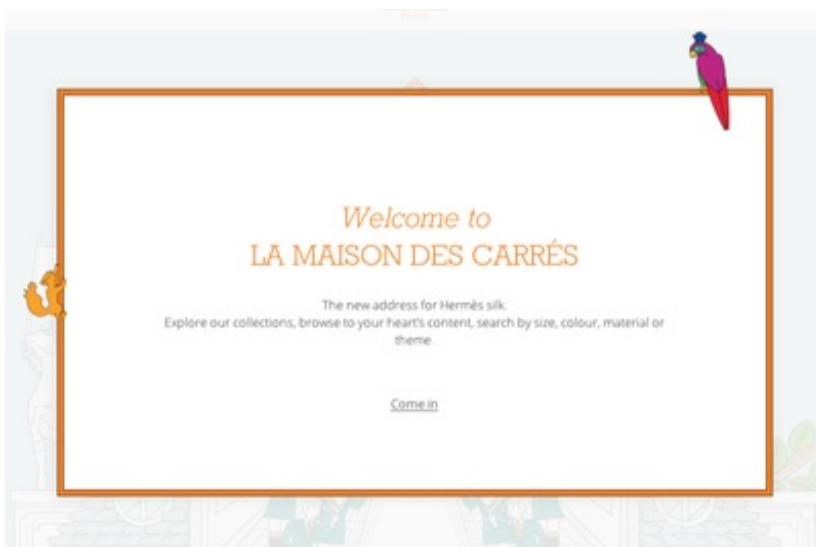 Welcome to
LA MAISON DES CARRÉS
The new address for Hermès silk.
Explore our collections, browse to your heart's content, search by size, colour, material or
theme.
Come in